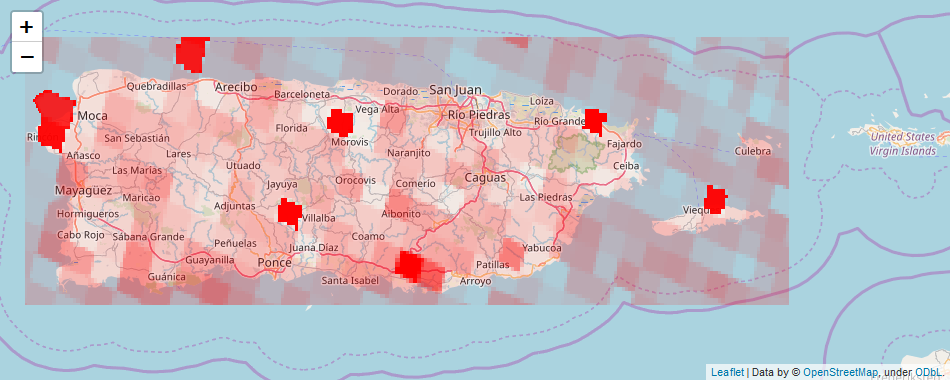 +
−
Quebradillas
Arecibo
Barceloneta
Dorado
San Juan
Loíza
Moca
Vega Alta
Río Piedras
Río Grande
Florida
Trujillo Alto
Rin
San Sebastián
Morovis
Fajardo
United States
Virgin Islands
Añasco
Lares
Naranjito
Culebra
Las Marías
Utuado
Ceiba
Mayagüez
Jayuya
Orocovis
Comerío
Caguas
Maricao
Las Piedras
Hormigueros
Adjuntas
Villalba
Aibonito
Viequ
Cabo Rojo
Sábana Grande
Peñuelas
Coamo
Juana Díaz
Yabucoa
Guayanilla
Ponce
Patillas
Guánica
Santa Isabel
Arroyo
Leaflet | Data by © OpenStreetMap, under ODbL.